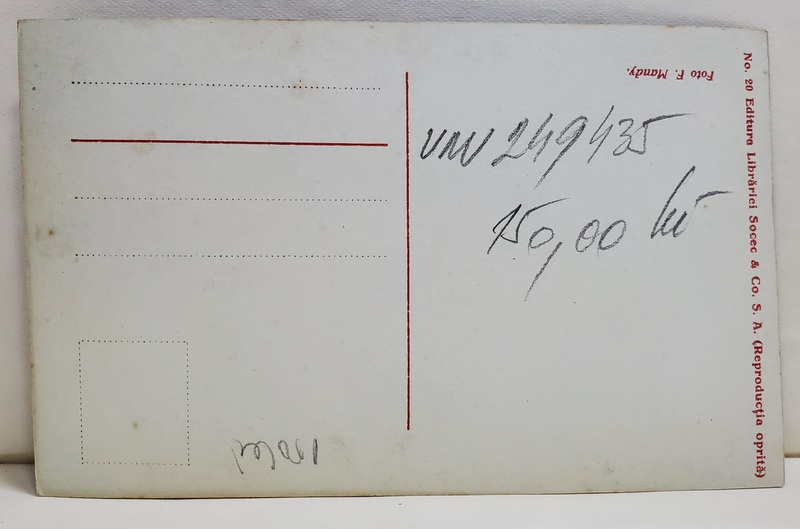 Foto F. Mandy.
No. 20 Editura Librăriei Socec & Co. S. A. (Reproducția oprită)
249435
150,00 lei